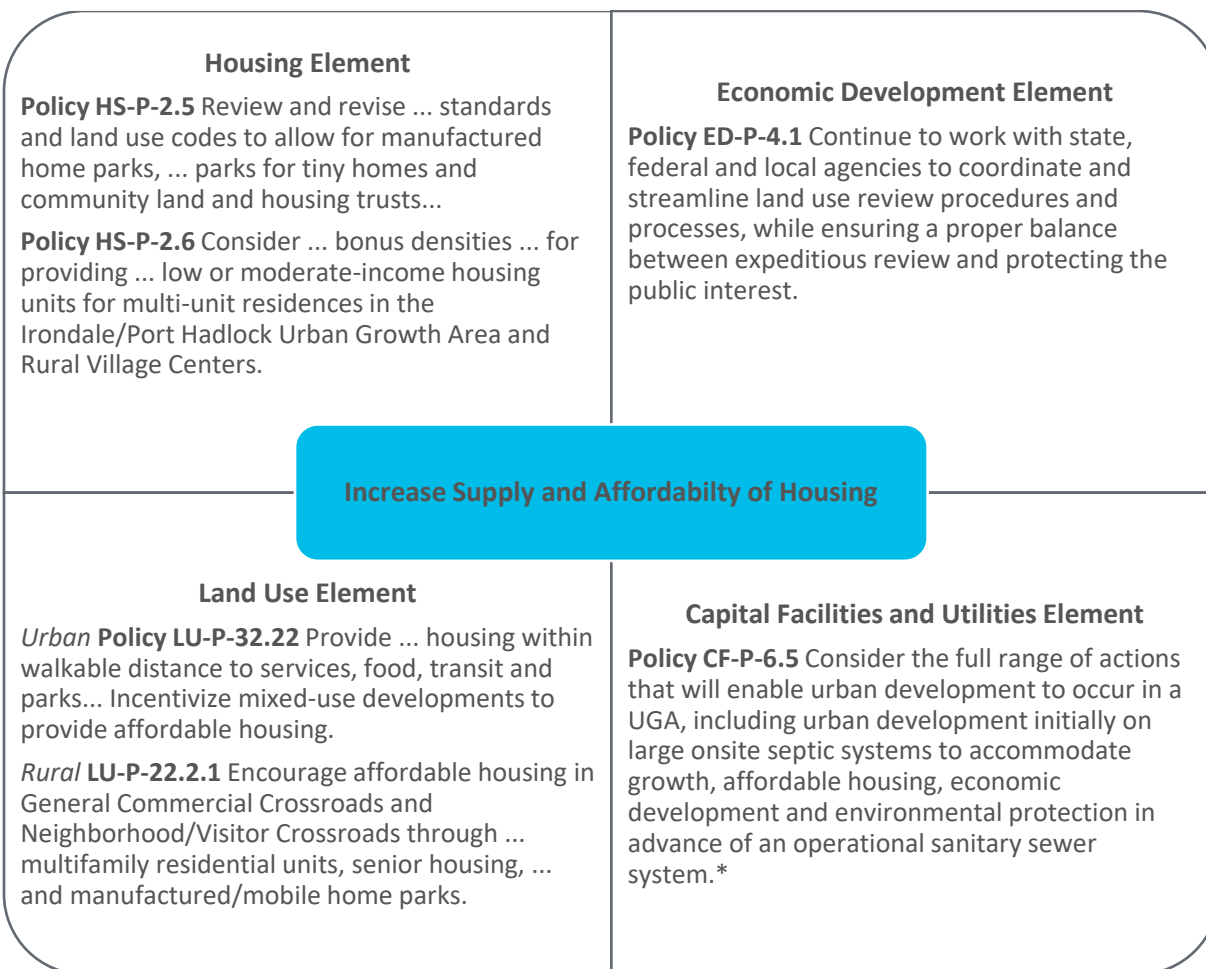 Housing Element
Policy HS-P-2.5 Review and revise ... standards
and land use codes to allow for manufactured
home parks, ... parks for tiny homes and
community land and housing trusts...
Policy HS-P-2.6 Consider ... bonus densities ... for
providing ... low or moderate-income housing
units for multi-unit residences in the
Irondale/Port Hadlock Urban Growth Area and
Rural Village Centers.
Economic Development Element
Policy ED-P-4.1 Continue to work with state,
federal and local agencies to coordinate and
streamline land use review procedures and
processes, while ensuring a proper balance
between expeditious review and protecting the
public interest.
Increase Supply and Affordabilty of Housing
Land Use Element
Urban Policy LU-P-32.22 Provide ... housing within
walkable distance to services, food, transit and
parks... Incentivize mixed-use developments to
provide affordable housing.
Rural LU-P-22.2.1 Encourage affordable housing in
General Commercial Crossroads and
Neighborhood/Visitor Crossroads through ...
multifamily residential units, senior housing, ...
and manufactured/mobile home parks.
Capital Facilities and Utilities Element
Policy CF-P-6.5 Consider the full range of actions
that will enable urban development to occur in a
UGA, including urban development initially on
large onsite septic systems to accommodate
growth, affordable housing, economic
development and environmental protection in
advance of an operational sanitary sewer
system.*